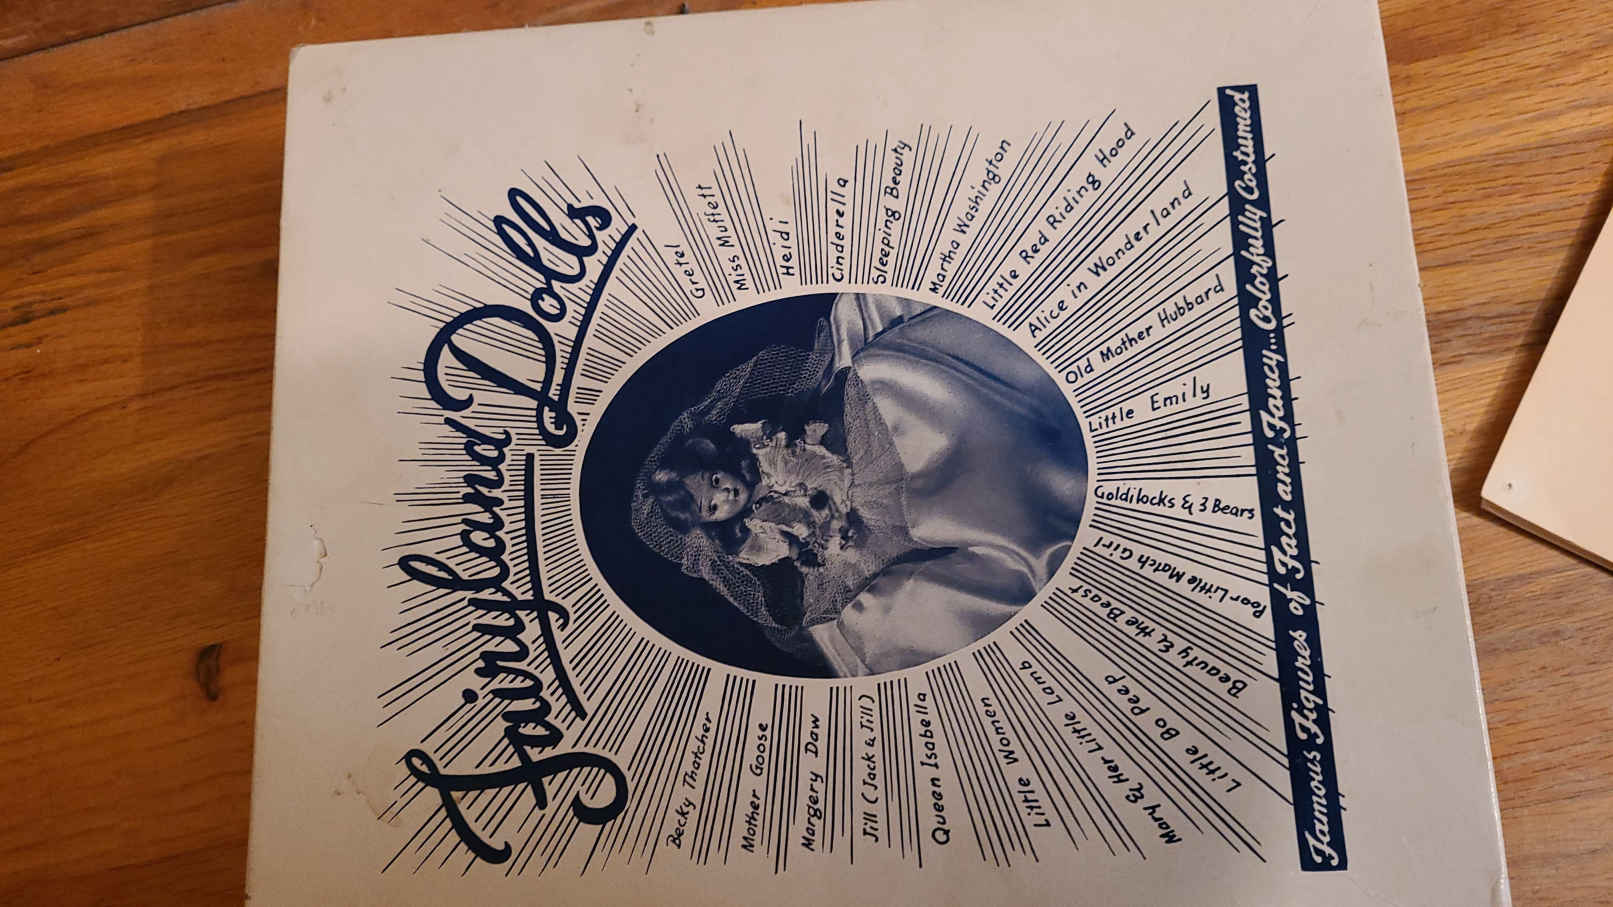 Fairyland Dolls
Becky Thatcher
Mother Goose
Margery Daw
Jill (Jack & Jill)
Queen Isabella
Little Women
Mary & Her Little Lamb
Little Bo Peep
Beauty & the Beast
Poor Little Match Girl
Goldilocks & 3 Bears
Little Emily
Old Mother Hubbard
Alice in Wonderland
Little Red Riding Hood
Martha Washington
Sleeping Beauty
Cinderella
Heidi
Miss Muffett
Gretel
Famous Figures of Fact and Fancy...Colorfully Costumed